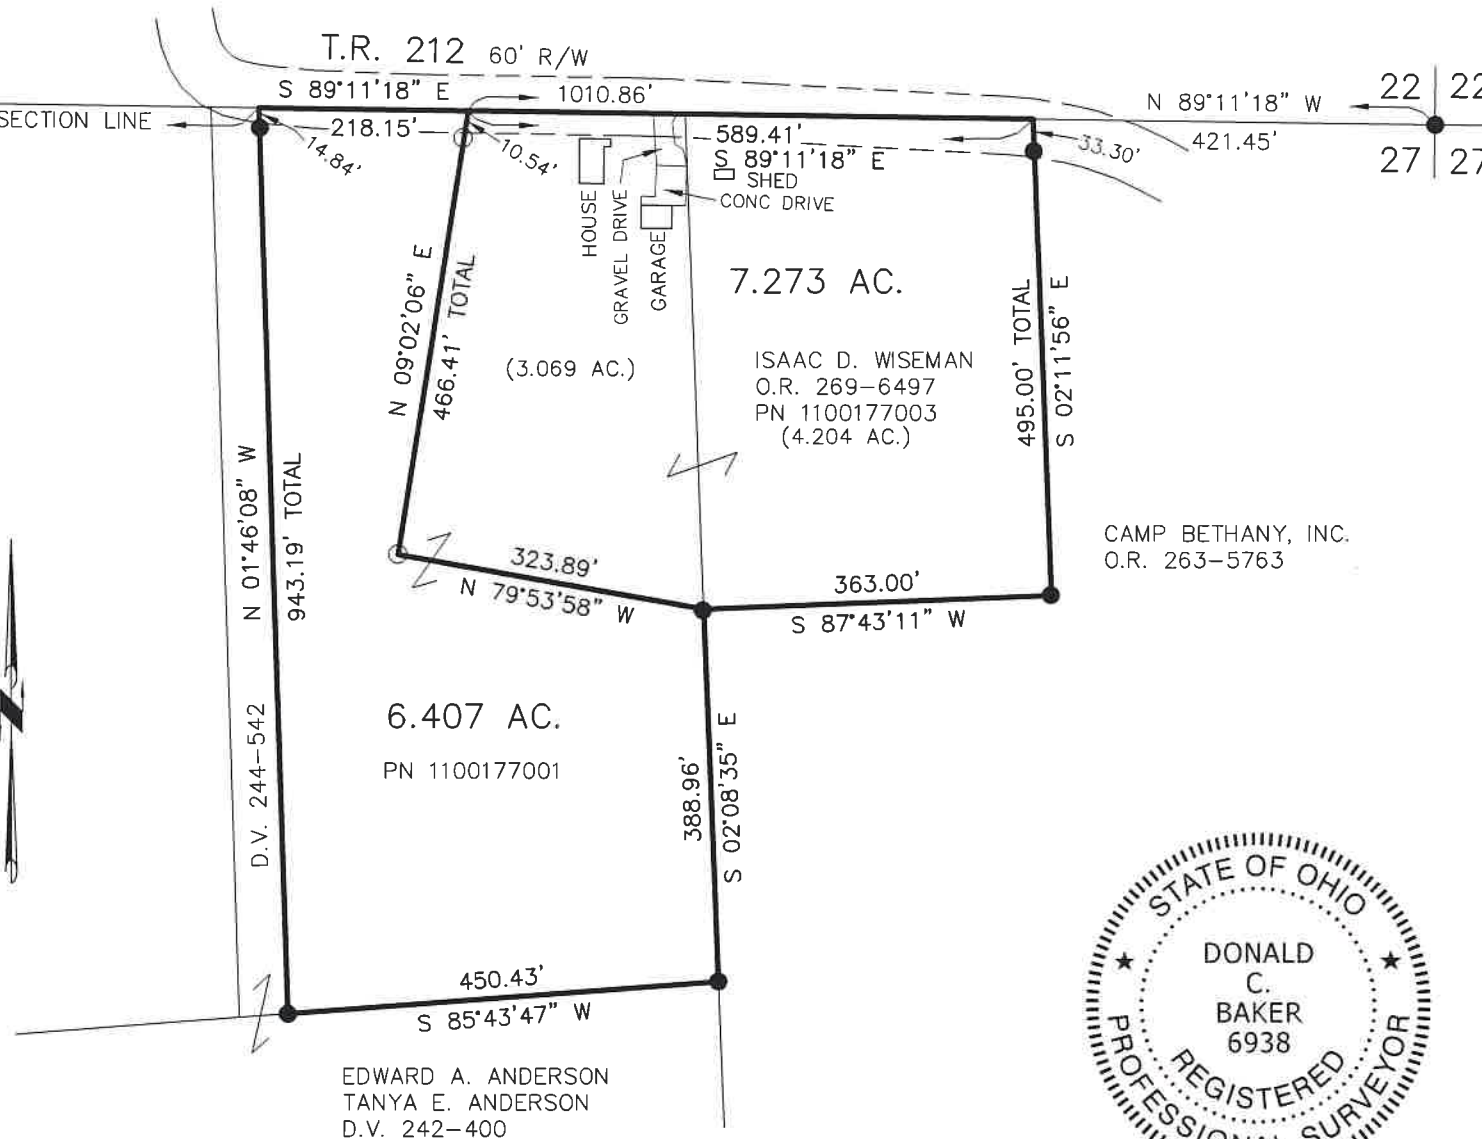 T.R. 212 60' R/W
S 89°11'18" E
1010.86'
N 89°11'18" W
22
22
SECTION LINE
218.15'
589.41'
S 89°11'18" E
421.45'
27
27
14.84'
10.54'
33.30'
SHED
CONC DRIVE
HOUSE
GRAVEL DRIVE
GARAGE
7.273 AC.
N 09°02'06" E
466.41' TOTAL
(3.069 AC.)
ISAAC D. WISEMAN
O.R. 269-6497
PN 1100177003
(4.204 AC.)
495.00' TOTAL
S 02°11'56" E
N 01°46'08" W
943.19' TOTAL
CAMP BETHANY, INC.
O.R. 263-5763
323.89'
N 79°53'58" W
363.00'
S 87°43'11" W
6.407 AC.
PN 1100177001
D.V. 244-542
388.96'
S 02°08'35" E
450.43'
S 85°43'47" W
EDWARD A. ANDERSON
TANYA E. ANDERSON
D.V. 242-400
STATE OF OHIO
DONALD
C.
BAKER
6938
REGISTERED
PROFESSIONAL SURVEYOR